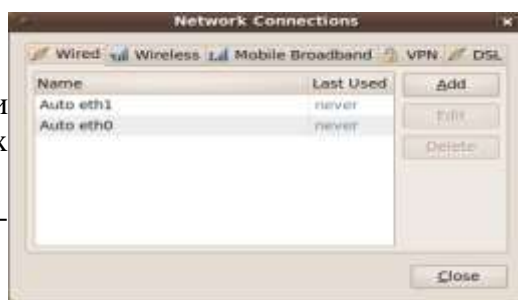 Network Connections
Wired Wireless Mobile Broadband VPN DSL
Name Last Used
Auto eth1 never
Auto eth0 never
Add
Edit
Delete
Close
и
к
-